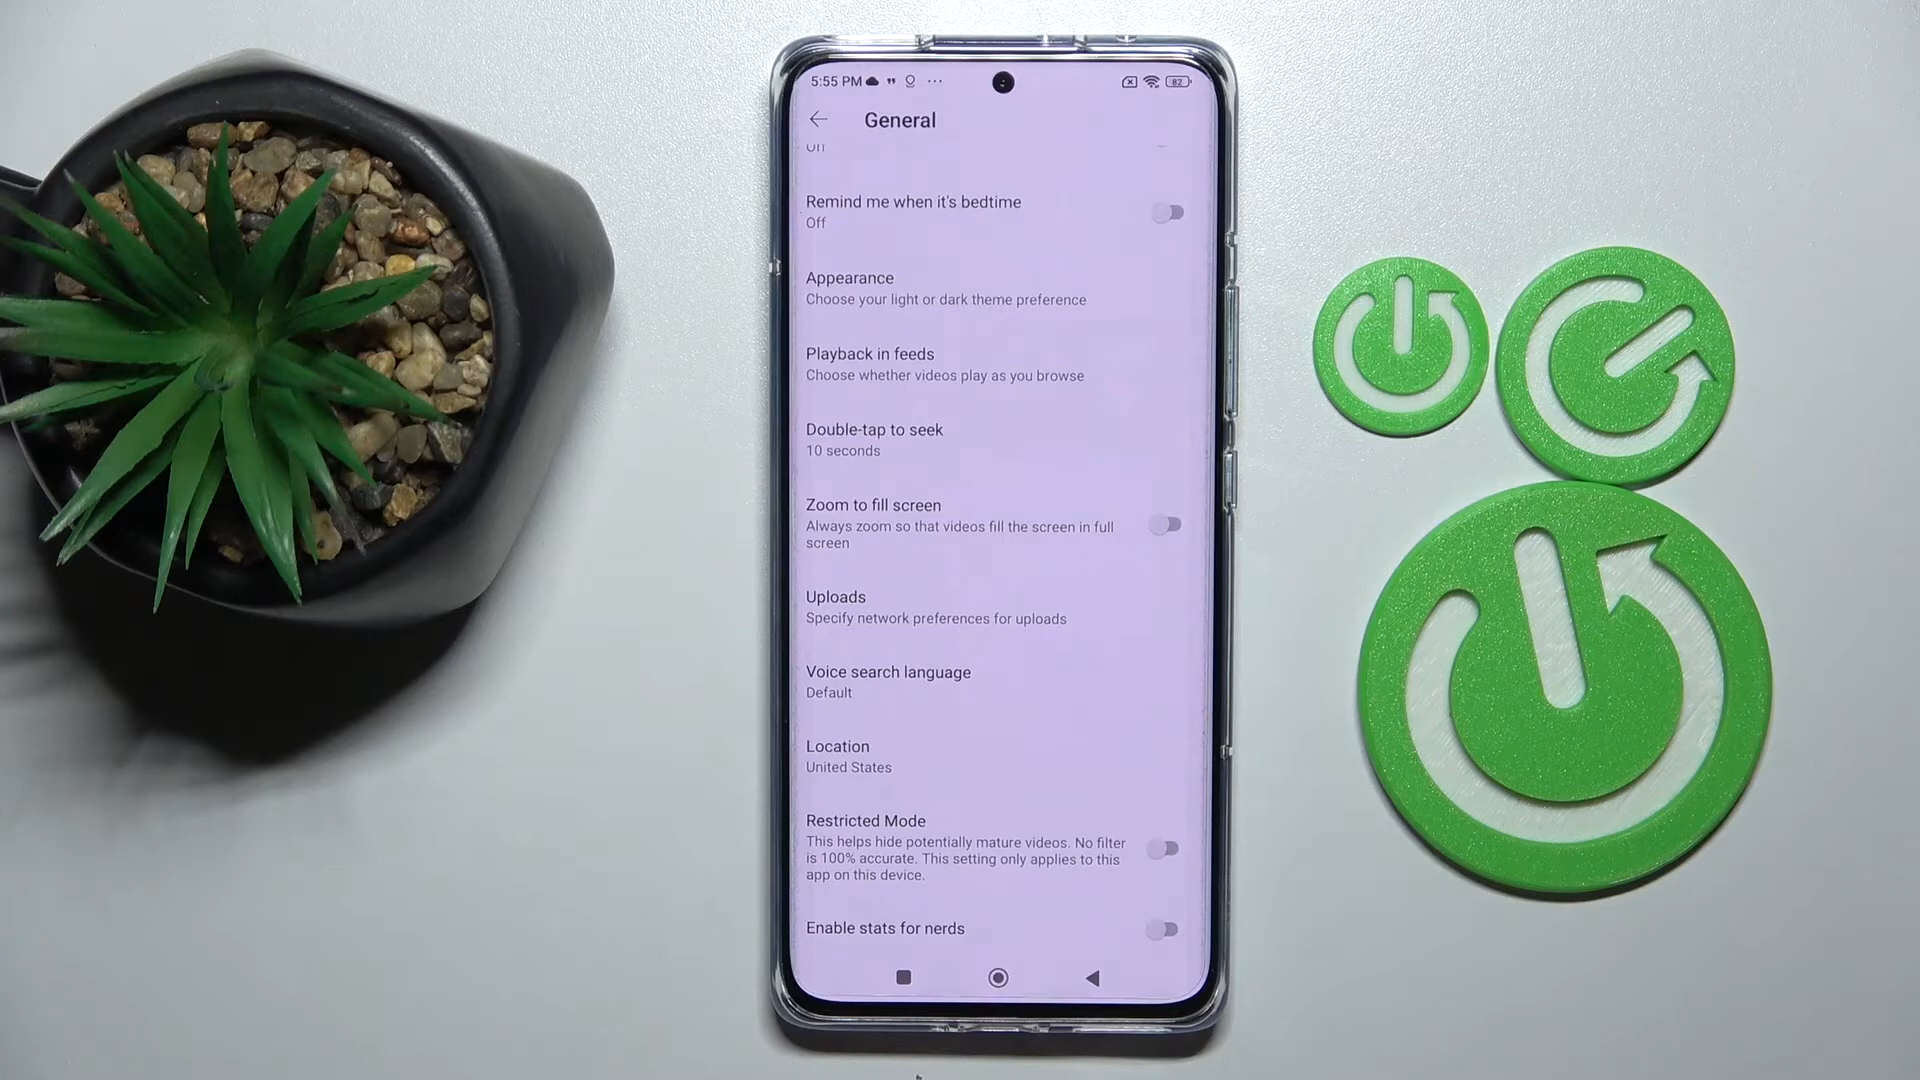 5:55 PM
82
General
Remind me when it's bedtime
Off
Appearance
Choose your light or dark theme preference
Playback in feeds
Choose whether videos play as you browse
Double-tap to seek
10 seconds
Zoom to fill screen
Always zoom so that videos fill the screen in full
screen
Uploads
Specify network preferences for uploads
Voice search language
Default
Location
United States
Restricted Mode
This helps hide potentially mature videos. No filter
is 100% accurate. This setting only applies to this
app on this device.
Enable stats for nerds